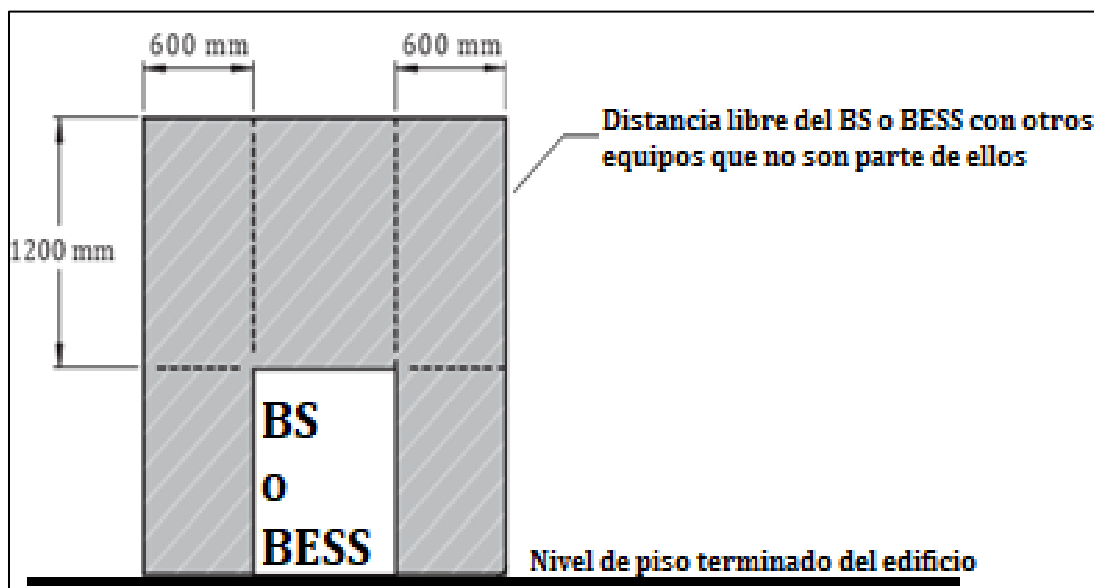 600 mm
600 mm
Distancia libre del BS o BESS con otros
equipos que no son parte de ellos
1200 mm
BS
o
BESS
Nivel de piso terminado del edificio